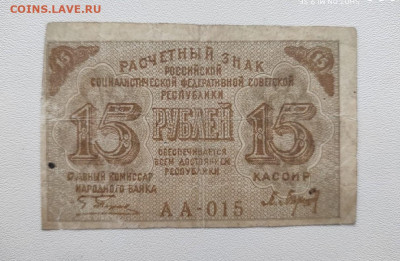 COINS.LAVE.RU
15 РАСЧЕТНЫЙ ЗНАК 15
РОССИЙСКОЙ
СОЦИАЛИСТИЧЕСКОЙ ФЕДЕРАТИВНОЙ СОВЕТСКОЙ
РЕСПУБЛИКИ
15 РУБЛЕЙ 15
ОБЕСПЕЧИВАЕТСЯ
ВСЕМ ДОСТОЯНИЕМ
РЕСПУБЛИКИ
ГЛАВНЫЙ КОМИССАР
НАРОДНОГО БАНКА
КАССИР
АА-015